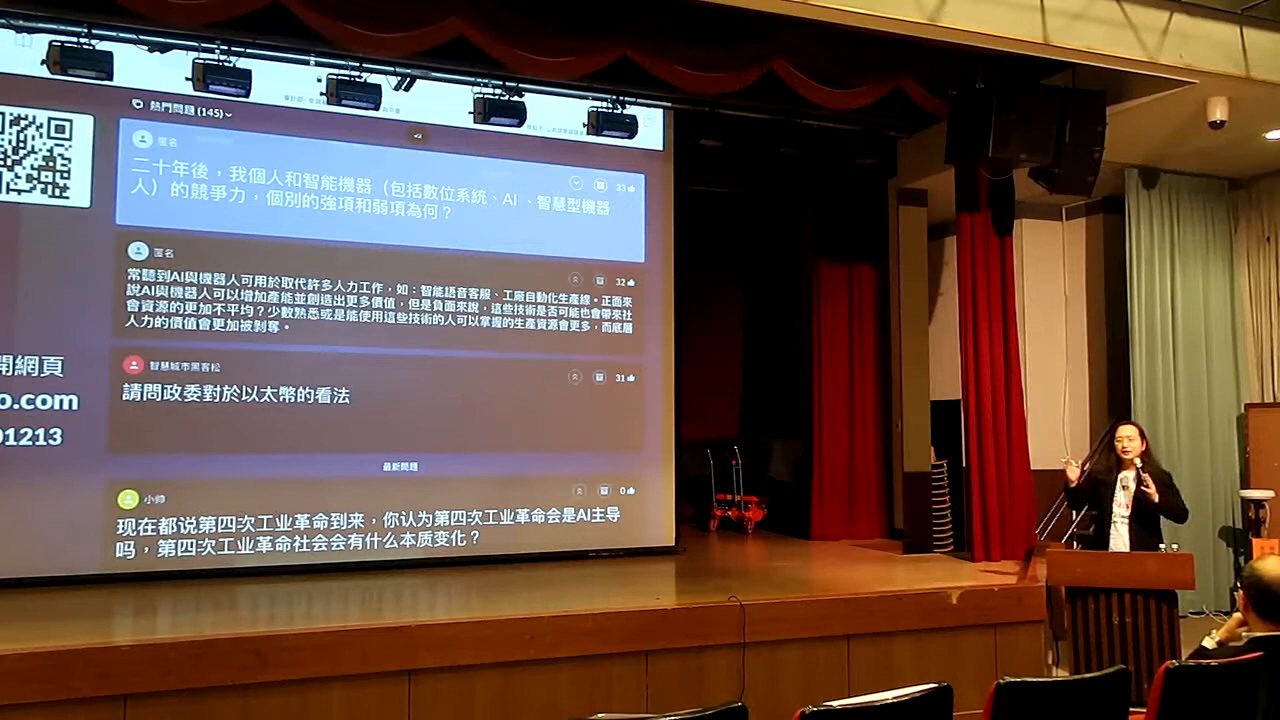 熱門問題 (145)
匿名
33
二十年後，我個人和智能機器（包括數位系統、AI 、智慧型機器
人）的競爭力，個別的強項和弱項為何？
匿名
32
常聽到AI與機器人可用於取代許多人力工作，如：智能語音客服、工廠自動化生產線。正面來
說AI與機器人可以增加產能並創造出更多價值，但是負面來說，這些技術是否可能也會帶來社
會資源的更加不平均？少數熟悉或是能使用這些技術的人可以掌握的生產資源會更多，而底層
人力的價值會更加被剝奪。
智慧城市黑客松
31
請問政委對於以太幣的看法
最新問題
小帅
0
现在都说第四次工业革命到来，你认为第四次工业革命会是AI主导
吗，第四次工业革命社会会有什么本质变化？
開網頁
o.com
01213